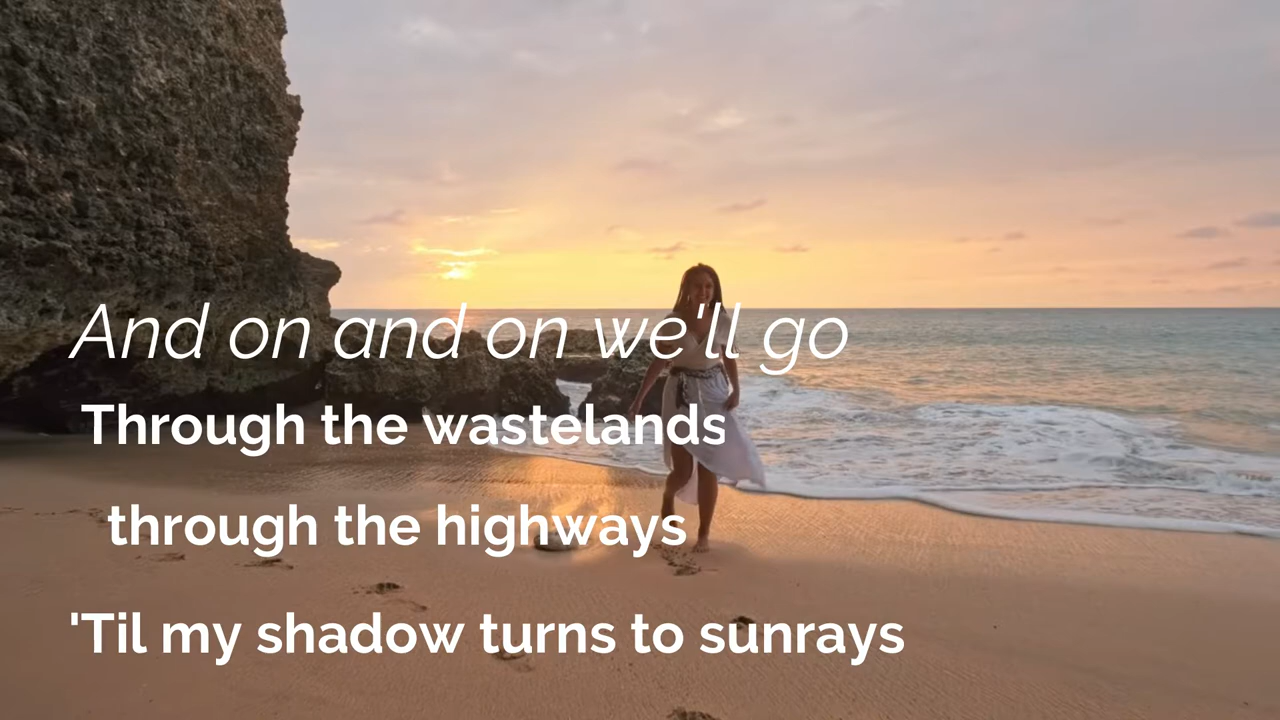 And on and on we'll go
Through the wastelands
through the highways
'Til my shadow turns to sunrays